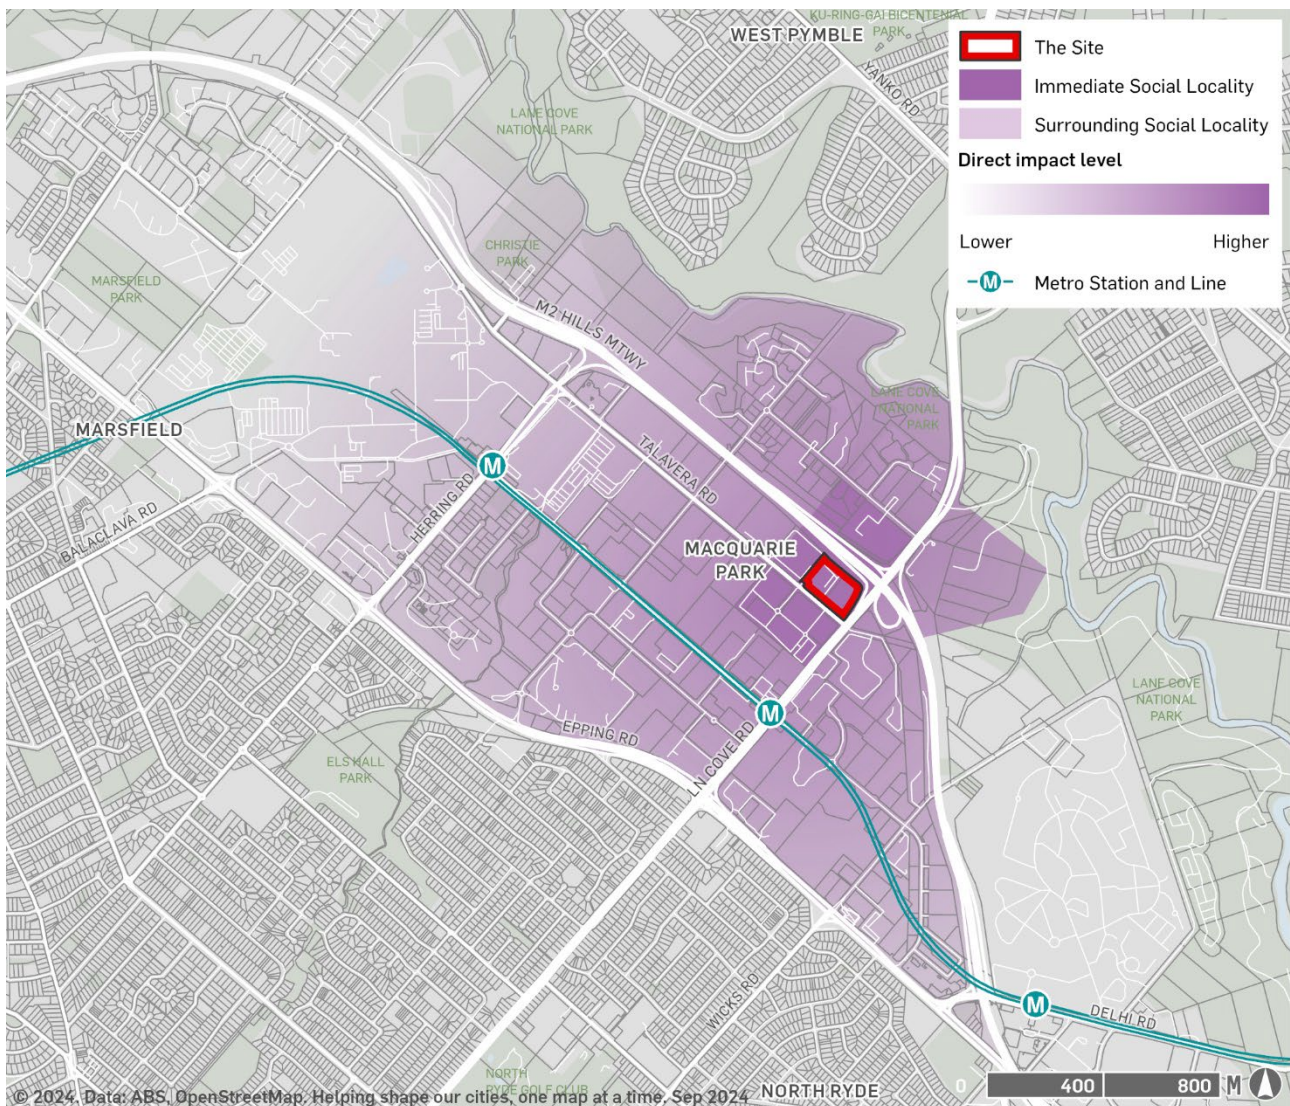 KU-RING-GAI BICENTENIAL
PARK
WEST PYMBLE
YANKO RD
LANE COVE
NATIONAL PARK
The Site
Immediate Social Locality
Surrounding Social Locality
Direct impact level
Lower Higher
M Metro Station and Line
CHRISTIE
PARK
MARSFIELD
PARK
M2 HILLS MTWY
LANE COVE
NATIONAL
PARK
MARSFIELD
M
TALAVERA RD
HERRING RD
BALACLAVA RD
MACQUARIE
PARK
LANE COVE
NATIONAL
PARK
M
EPPING RD
LN COVE RD
ELS HALL
PARK
WICKS RD
M
DELHI RD
NORTH
RYDE GOLF CLUB
NORTH RYDE
0 400 800 M
© 2024. Data: ABS, OpenStreetMap. Helping shape our cities, one map at a time, Sep 2024